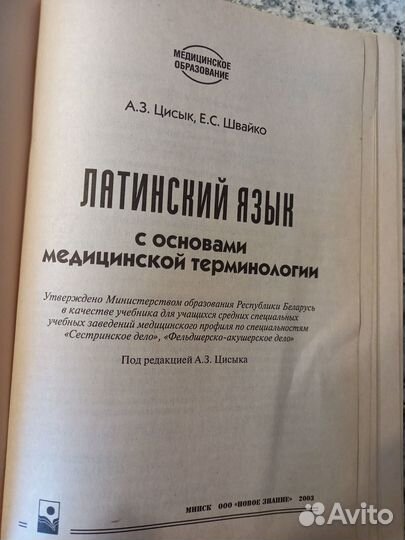 МЕДИЦИНСКОЕ
ОБРАЗОВАНИЕ
А.З. Цисык, Е.С. Швайко
ЛАТИНСКИЙ ЯЗЫК
с основами
медицинской терминологии
Утверждено Министерством образования Республики Беларусь
в качестве учебника для учащихся средних специальных
учебных заведений медицинского профиля по специальностям
«Сестринское дело», «Фельдшерско-акушерское дело»
Под редакцией А.З. Цисыка
МИНСК ООО «НОВОЕ ЗНАНИЕ» 2003
Avito